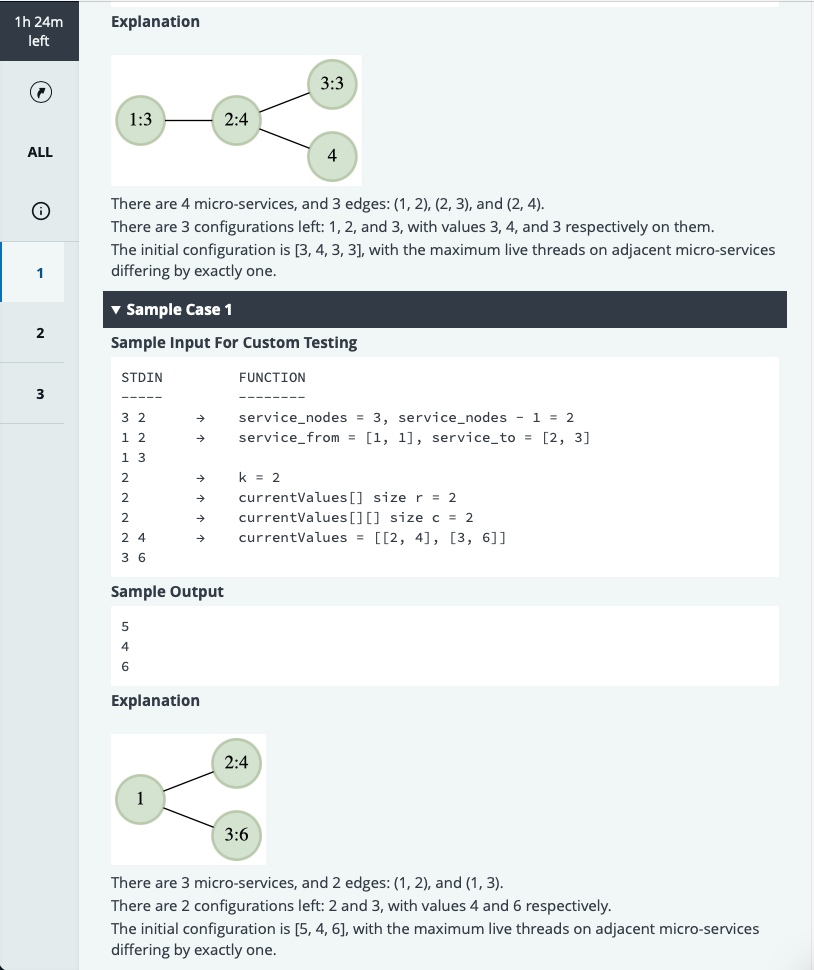 1h 24m
left
ALL
1
2
3
Explanation
1:3
2:4
3:3
4
There are 4 micro-services, and 3 edges: (1, 2), (2, 3), and (2, 4).
There are 3 configurations left: 1, 2, and 3, with values 3, 4, and 3 respectively on them.
The initial configuration is [3, 4, 3, 3], with the maximum live threads on adjacent micro-services
differing by exactly one.
▼ Sample Case 1
Sample Input For Custom Testing
STDIN FUNCTION
----- --------
3 2 → service_nodes = 3, service_nodes - 1 = 2
1 2 → service_from = [1, 1], service_to = [2, 3]
1 3
2 → k = 2
2 → currentValues[] size r = 2
2 → currentValues[][] size c = 2
2 4 → currentValues = [[2, 4], [3, 6]]
3 6
Sample Output
5
4
6
Explanation
1
2:4
3:6
There are 3 micro-services, and 2 edges: (1, 2), and (1, 3).
There are 2 configurations left: 2 and 3, with values 4 and 6 respectively.
The initial configuration is [5, 4, 6], with the maximum live threads on adjacent micro-services
differing by exactly one.